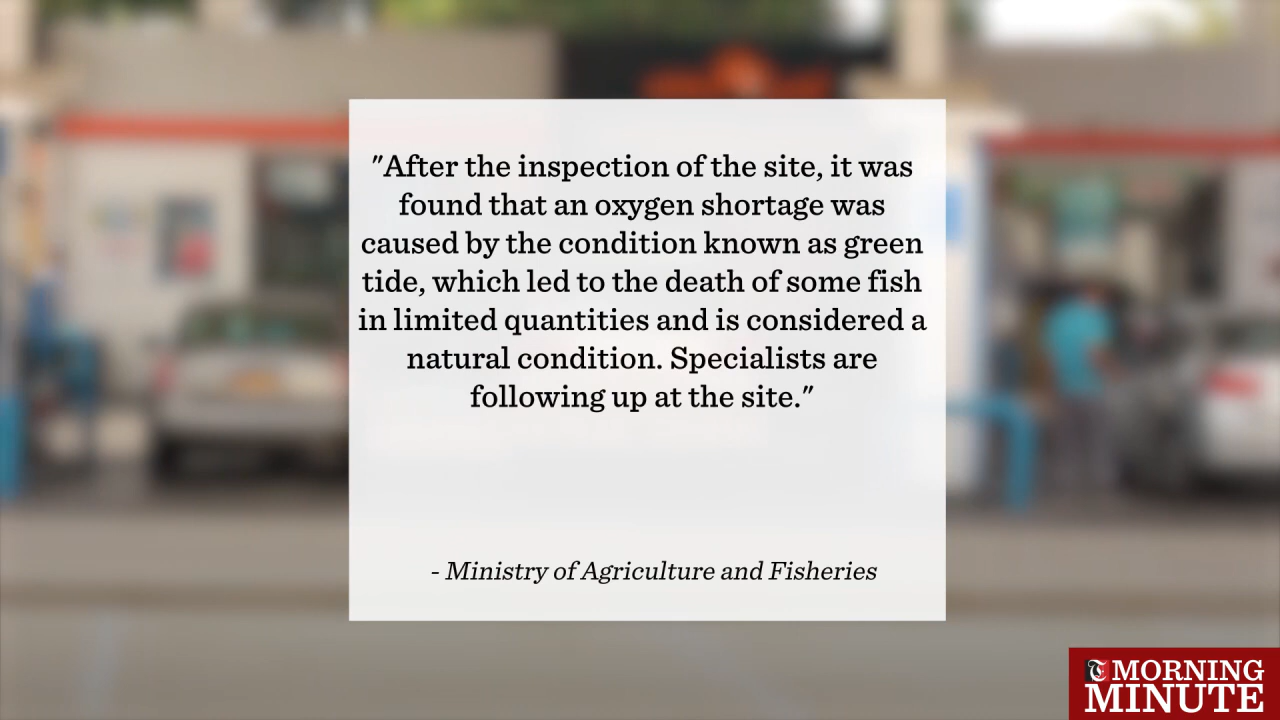 "After the inspection of the site, it was
found that an oxygen shortage was
caused by the condition known as green
tide, which led to the death of some fish
in limited quantities and is considered a
natural condition. Specialists are
following up at the site."
- Ministry of Agriculture and Fisheries
T MORNING
MINUTE